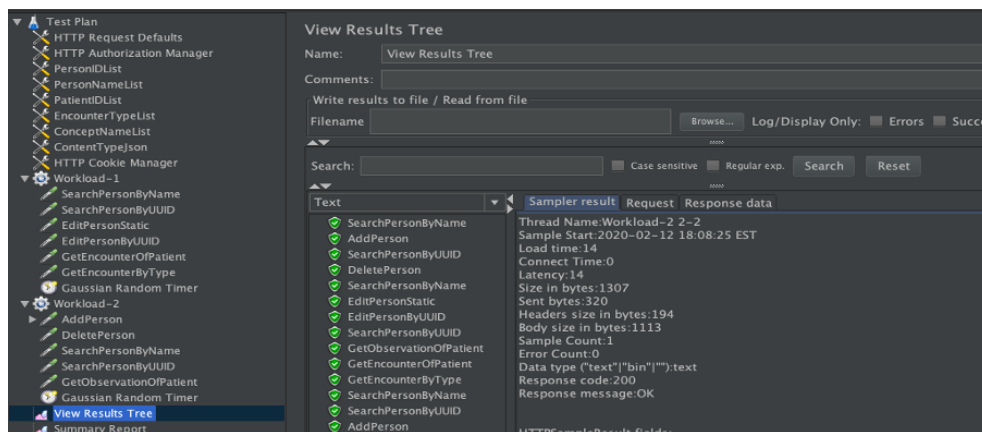 Test Plan
HTTP Request Defaults
HTTP Authorization Manager
PersonIDList
PersonNameList
PatientIDList
EncounterTypeList
ConceptNameList
ContentTypeJson
HTTP Cookie Manager
Workload-1
SearchPersonByName
SearchPersonByUUID
EditPersonStatic
EditPersonByUUID
GetEncounterOfPatient
GetEncounterByType
Gaussian Random Timer
Workload-2
AddPerson
DeletePerson
SearchPersonByName
SearchPersonByUUID
GetObservationOfPatient
Gaussian Random Timer
View Results Tree
Summary Report
View Results Tree
Name: View Results Tree
Comments:
Write results to file / Read from file
Filename Browse... Log/Display Only: Errors Succ
Search: Case sensitive Regular exp. Search Reset
Text
SearchPersonByName
AddPerson
SearchPersonByUUID
DeletePerson
SearchPersonByName
EditPersonStatic
EditPersonByUUID
SearchPersonByUUID
GetObservationOfPatient
GetEncounterOfPatient
GetEncounterByType
SearchPersonByName
SearchPersonByUUID
AddPerson
Sampler result Request Response data
Thread Name:Workload-2 2-2
Sample Start:2020-02-12 18:08:25 EST
Load time:14
Connect Time:0
Latency:14
Size in bytes:1307
Sent bytes:320
Headers size in bytes:194
Body size in bytes:1113
Sample Count:1
Error Count:0
Data type ("text"|"bin"|""):text
Response code:200
Response message:OK
HTTPSampleResult fields: